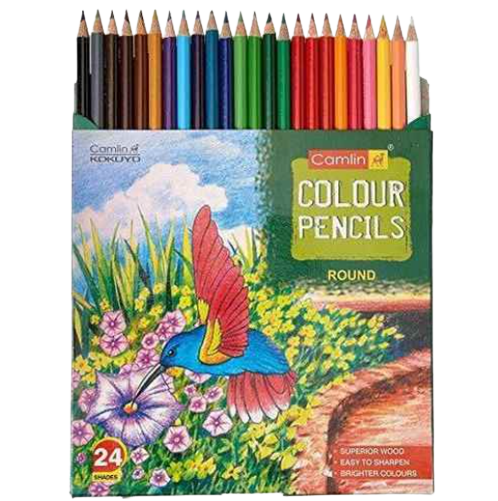 Camlin
KOKUYO
Camlin
®
COLOUR
PENCILS
ROUND
24
SHADES
• SUPERIOR WOOD
• EASY TO SHARPEN
• BRIGHTER COLOURS